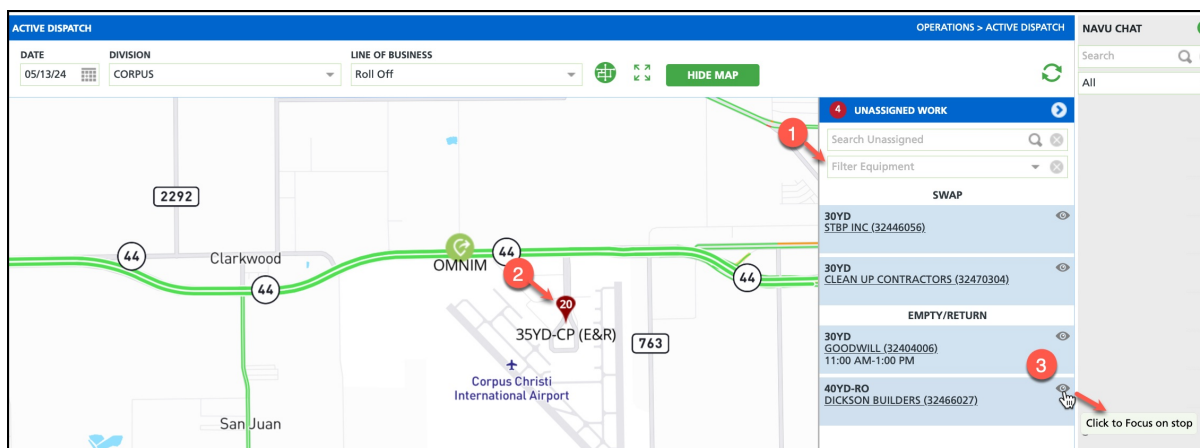 ACTIVE DISPATCH
OPERATIONS > ACTIVE DISPATCH
NAVU CHAT
DATE
DIVISION
LINE OF BUSINESS
05/13/24
CORPUS
Roll Off
HIDE MAP
Search
All
4 UNASSIGNED WORK
1
Search Unassigned
Filter Equipment
SWAP
30YD
STBP INC (32446056)
30YD
CLEAN UP CONTRACTORS (32470304)
EMPTY/RETURN
30YD
GOODWILL (32404006)
11:00 AM-1:00 PM
3
40YD-RO
DICKSON BUILDERS (32466027)
Click to Focus on stop
2292
44
Clarkwood
44
OMNIM
44
44
2
20
35YD-CP (E&R)
763
Corpus Christi
International Airport
San Juan